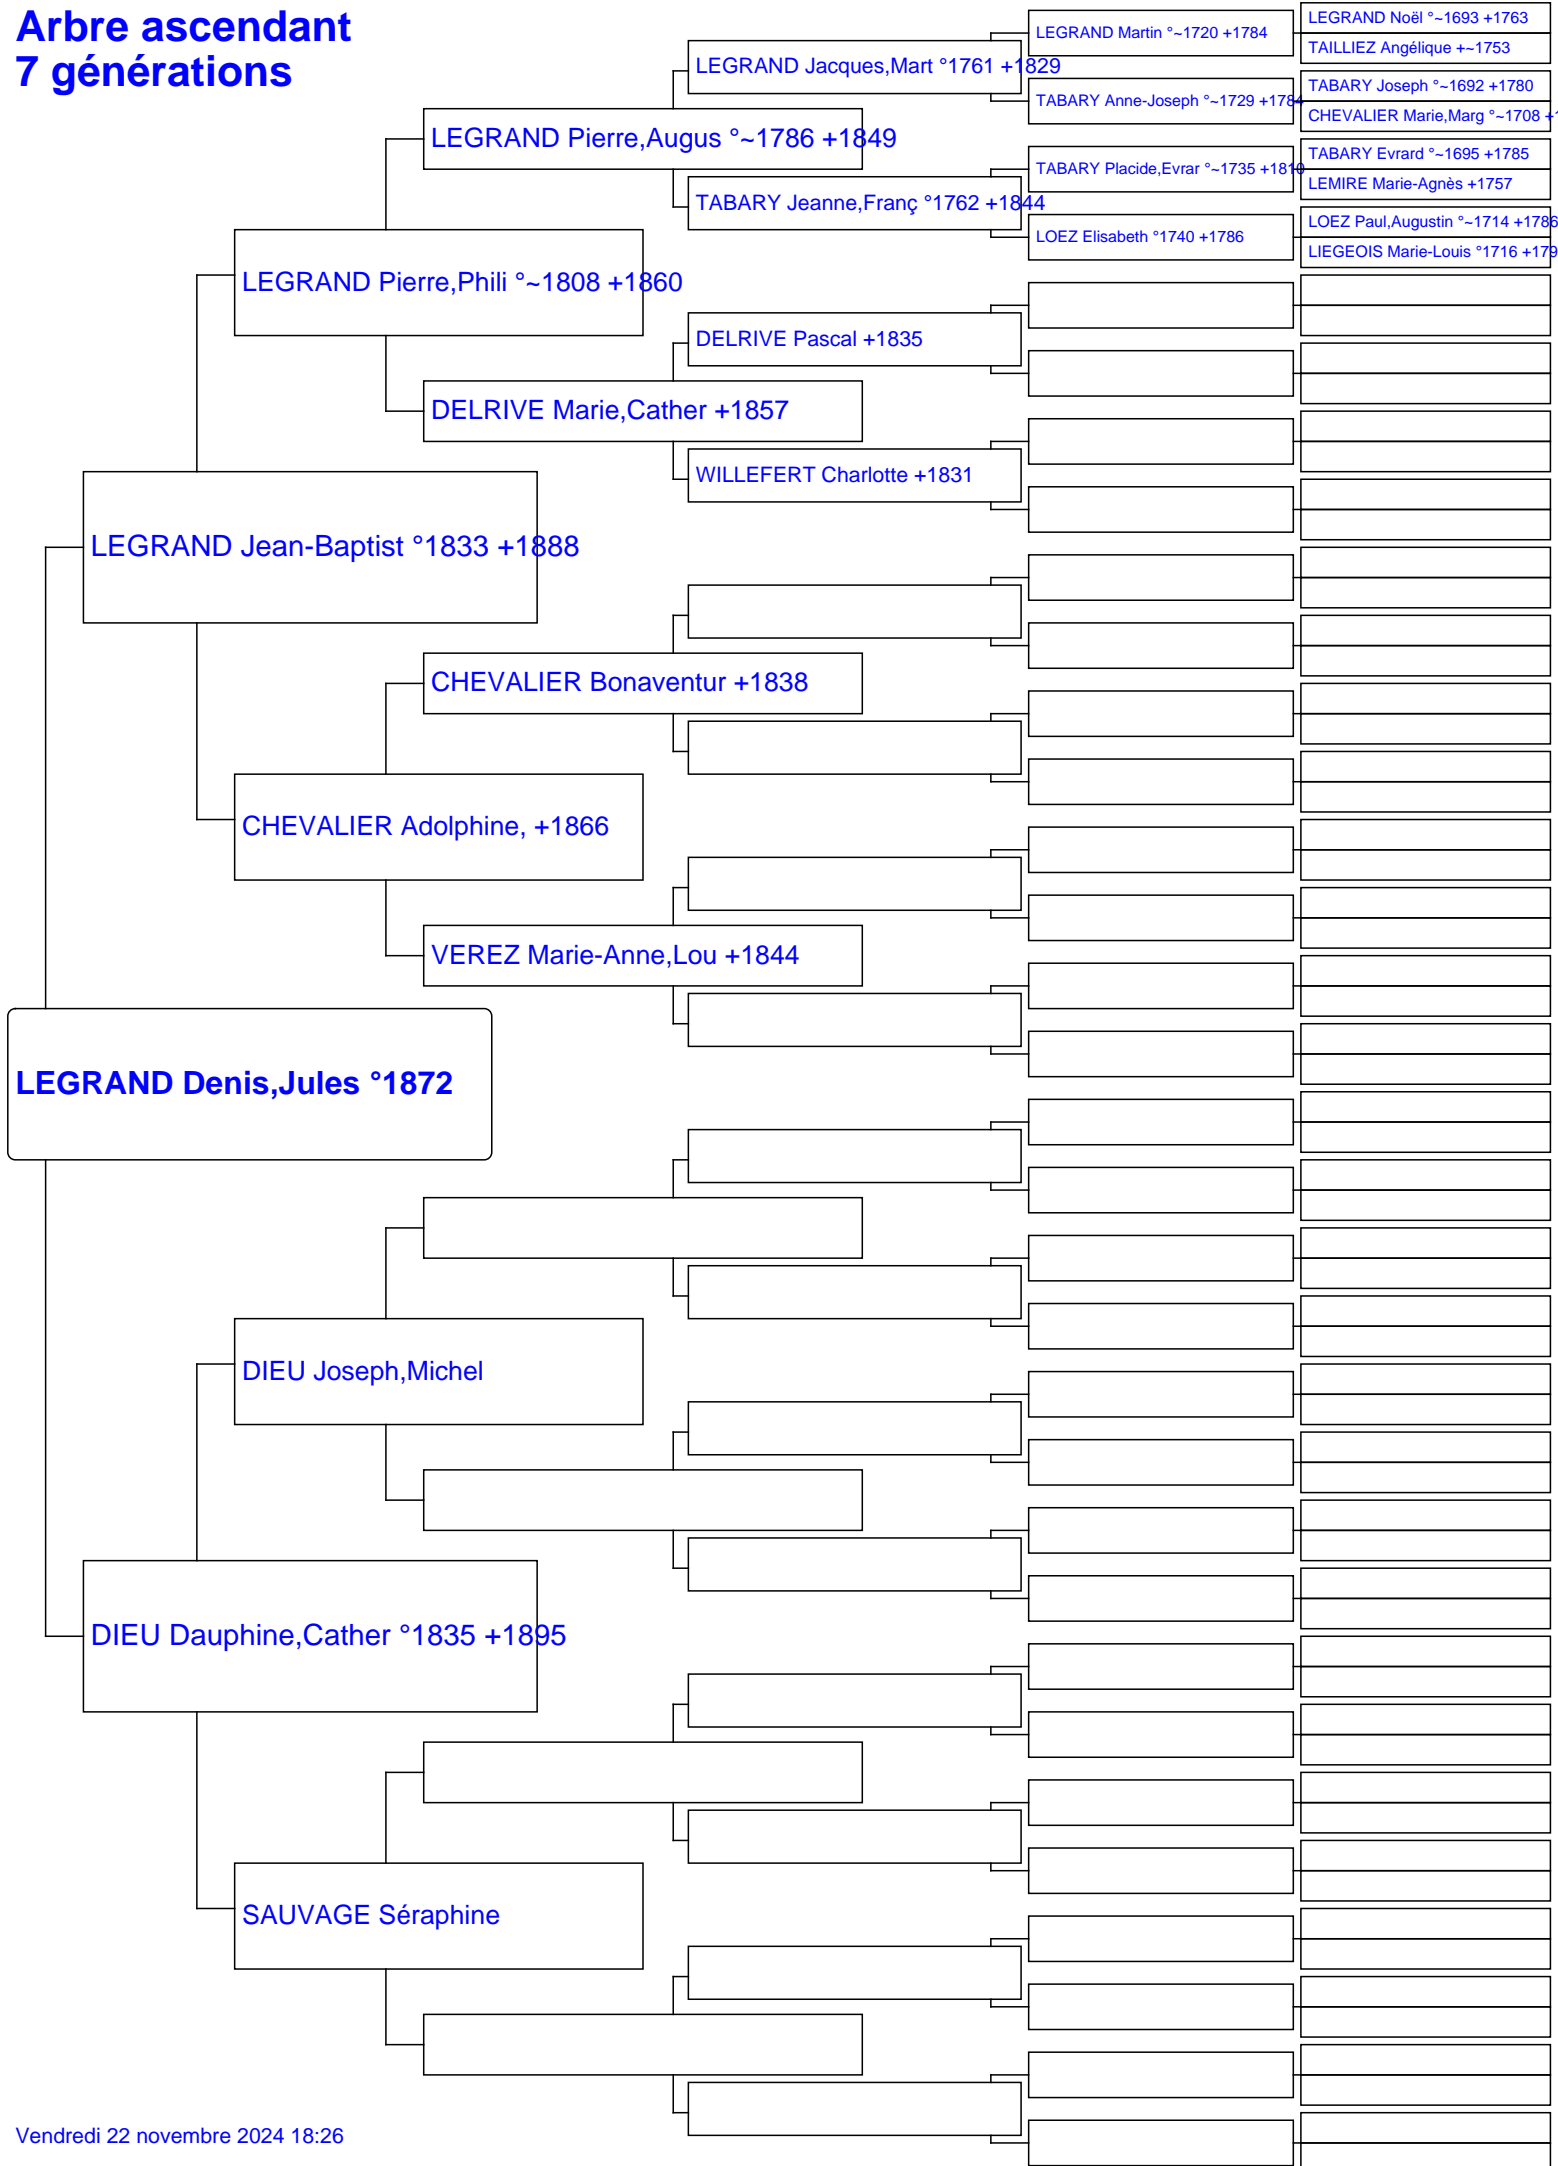 Arbre ascendant
7 générations
LEGRAND Noël °~1693 +1763
LEGRAND Martin °~1720 +1784
TAILLIEZ Angélique +~1753
LEGRAND Jacques,Mart °1761 +1829
TABARY Joseph °~1692 +1780
TABARY Anne-Joseph °~1729 +1784
CHEVALIER Marie,Marg °~1708 +1
LEGRAND Pierre,Augus °~1786 +1849
TABARY Evrard °~1695 +1785
TABARY Placide,Evrar °~1735 +1810
LEMIRE Marie-Agnès +1757
TABARY Jeanne,Franç °1762 +1844
LOEZ Paul,Augustin °~1714 +1786
LOEZ Elisabeth °1740 +1786
LIEGEOIS Marie-Louis °1716 +179
LEGRAND Pierre,Phili °~1808 +1860
DELRIVE Pascal +1835
DELRIVE Marie,Cather +1857
WILLEFERT Charlotte +1831
LEGRAND Jean-Baptist °1833 +1888
CHEVALIER Bonaventur +1838
CHEVALIER Adolphine, +1866
VEREZ Marie-Anne,Lou +1844
LEGRAND Denis,Jules °1872
DIEU Joseph,Michel
DIEU Dauphine,Cather °1835 +1895
SAUVAGE Séraphine
Vendredi 22 novembre 2024 18:26